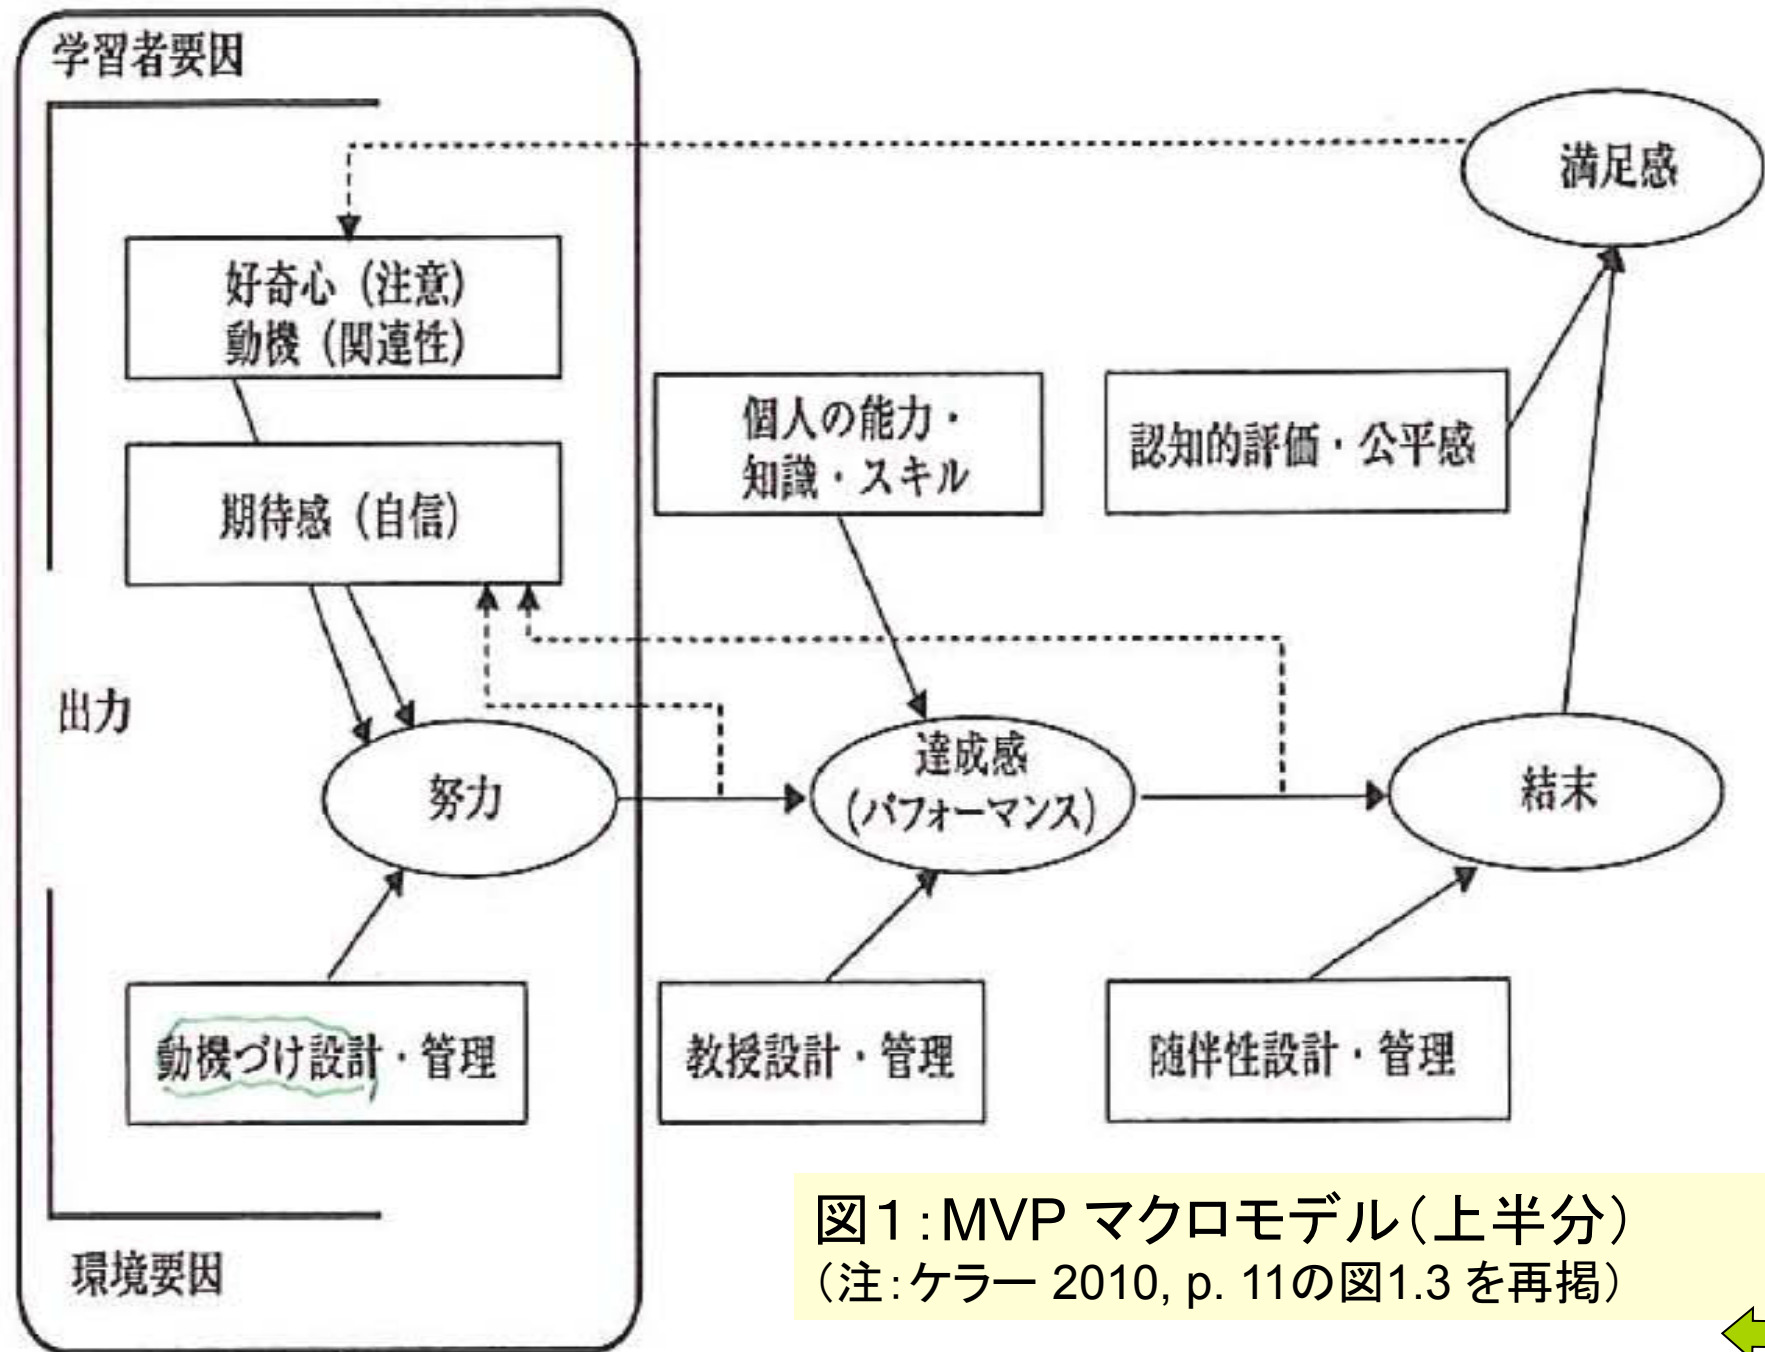 学習者要因
満足感
好奇心（注意）
動機（関連性）
個人の能力・
知識・スキル
認知的評価・公平感
期待感（自信）
出力
努力
達成感
(パフォーマンス)
結末
動機づけ設計・管理
教授設計・管理
随伴性設計・管理
環境要因
図１：MVP マクロモデル（上半分）
（注：ケラー 2010, p. 11の図1.3 を再掲）